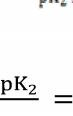 pK₂ =